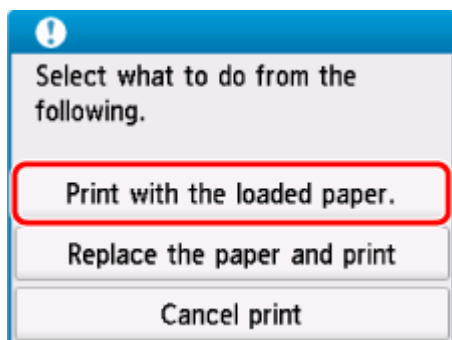 Select what to do from the
following.
Print with the loaded paper.
Replace the paper and print
Cancel print